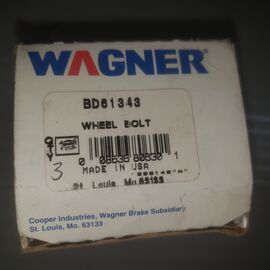 WAGNER
BD61343
WHEEL BOLT
QTY
3
MADE IN USA
St. Louis, Mo 63133
Cooper Industries, Wagner Brake Subsidiary
St. Louis, Mo. 63133